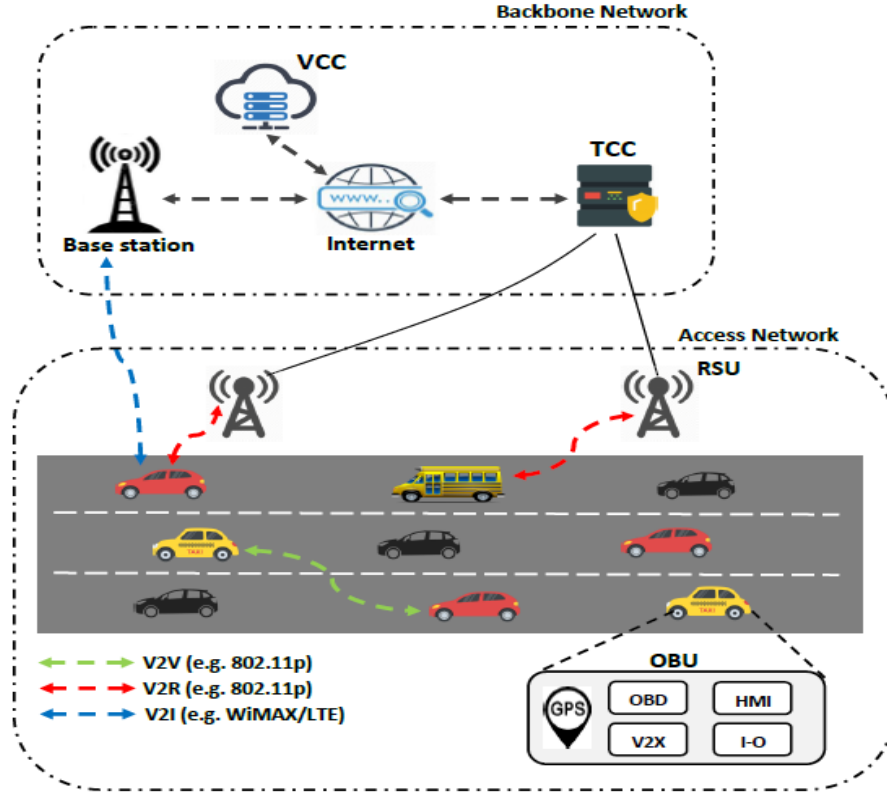 Backbone Network
VCC
TCC
WWW..
Base station
Internet
Access Network
RSU
TAXI
TAXI
V2V (e.g. 802.11p)
V2R (e.g. 802.11p)
V2I (e.g. WiMAX/LTE)
OBU
GPS
OBD
HMI
V2X
I-O